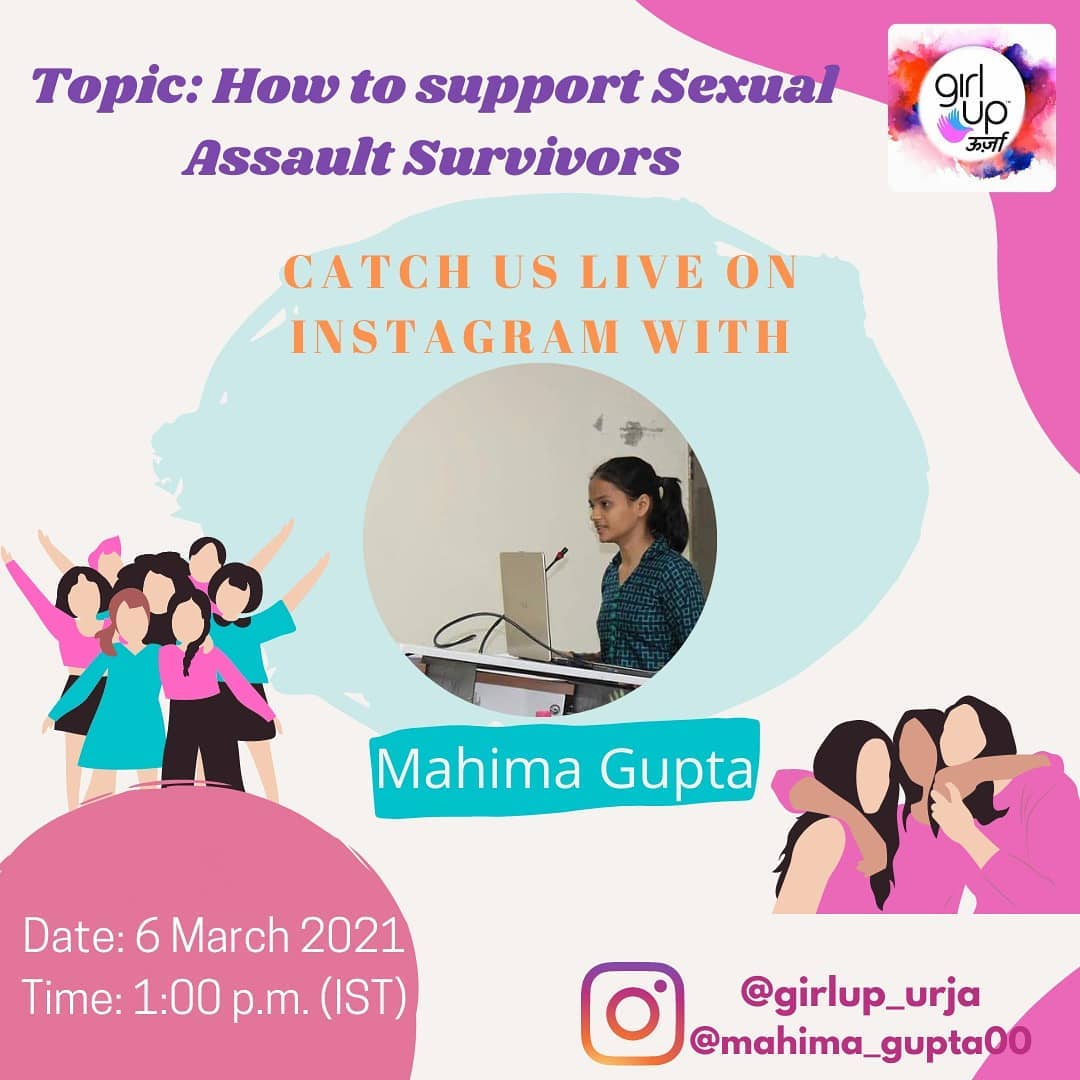 Topic: How to support Sexual
Assault Survivors
girl
up™
ऊर्जा
CATCH US LIVE ON
INSTAGRAM WITH
Mahima Gupta
Date: 6 March 2021
Time: 1:00 p.m. (IST)
@girlup_urja
@mahima_gupta00